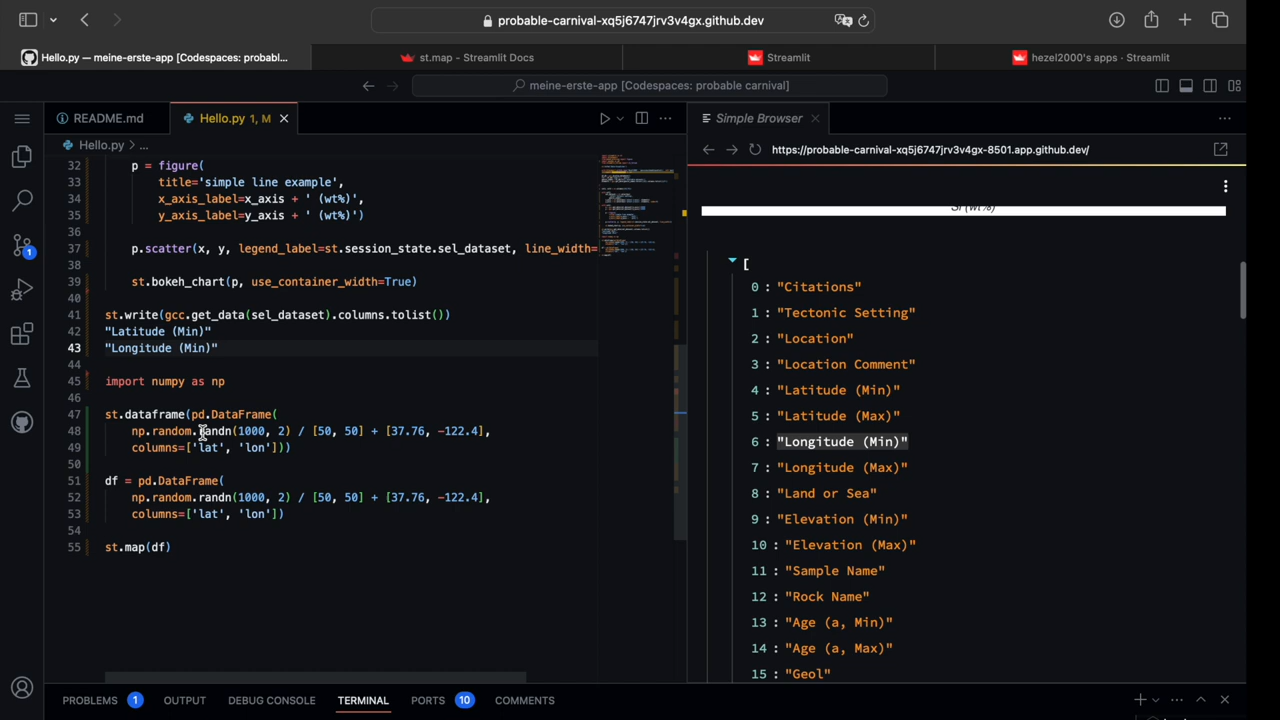 probable-carnival-xq5j6747jrv3v4gx.github.dev
Hello.py — meine-erste-app [Codespaces: probabl...
st.map - Streamlit Docs
Streamlit
hezel2000's apps · Streamlit
meine-erste-app [Codespaces: probable carnival]
README.md
Hello.py 1, M
Simple Browser
Hello.py > ...
https://probable-carnival-xq5j6747jrv3v4gx-8501.app.github.dev/
32 p = figure(
33 title='simple line example',
34 x_axis_label=x_axis + ' (wt%)',
35 y_axis_label=y_axis + ' (wt%)')
36
37 p.scatter(x, y, legend_label=st.session_state.sel_dataset, line_width=
38
39 st.bokeh_chart(p, use_container_width=True)
40
41 st.write(gcc.get_data(sel_dataset).columns.tolist())
42 "Latitude (Min)"
43 "Longitude (Min)"
44
45 import numpy as np
46
47 st.dataframe(pd.DataFrame(
48 np.random.randn(1000, 2) / [50, 50] + [37.76, -122.4],
49 columns=['lat', 'lon']))
50
51 df = pd.DataFrame(
52 np.random.randn(1000, 2) / [50, 50] + [37.76, -122.4],
53 columns=['lat', 'lon'])
54
55 st.map(df)
[
0 : "Citations"
1 : "Tectonic Setting"
2 : "Location"
3 : "Location Comment"
4 : "Latitude (Min)"
5 : "Latitude (Max)"
6 : "Longitude (Min)"
7 : "Longitude (Max)"
8 : "Land or Sea"
9 : "Elevation (Min)"
10 : "Elevation (Max)"
11 : "Sample Name"
12 : "Rock Name"
13 : "Age (a, Min)"
14 : "Age (a, Max)"
15 : "Geol"
1
PROBLEMS 1
OUTPUT
DEBUG CONSOLE
TERMINAL
PORTS 10
COMMENTS